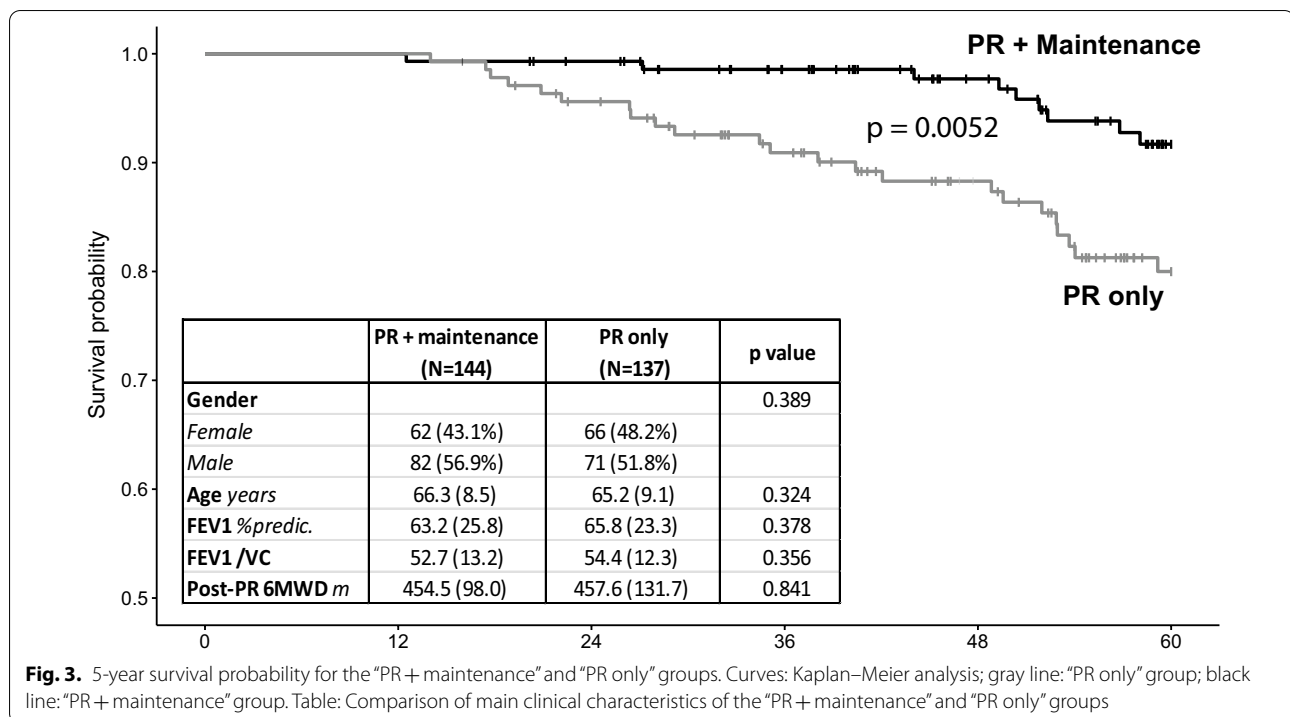 PR + Maintenance
p = 0.0052
PR only
Survival probability
1.0
0.9
0.8
0.7
0.6
0.5
PR + maintenance PR only p value
(N=144) (N=137)
Gender 0.389
Female 62 (43.1%) 66 (48.2%)
Male 82 (56.9%) 71 (51.8%)
Age years 66.3 (8.5) 65.2 (9.1) 0.324
FEV1 %predic. 63.2 (25.8) 65.8 (23.3) 0.378
FEV1 /VC 52.7 (13.2) 54.4 (12.3) 0.356
Post-PR 6MWD m 454.5 (98.0) 457.6 (131.7) 0.841
0 12 24 36 48 60
Fig. 3. 5-year survival probability for the “PR + maintenance” and “PR only” groups. Curves: Kaplan–Meier analysis; gray line: “PR only” group; black
line: “PR + maintenance” group. Table: Comparison of main clinical characteristics of the “PR + maintenance” and “PR only” groups